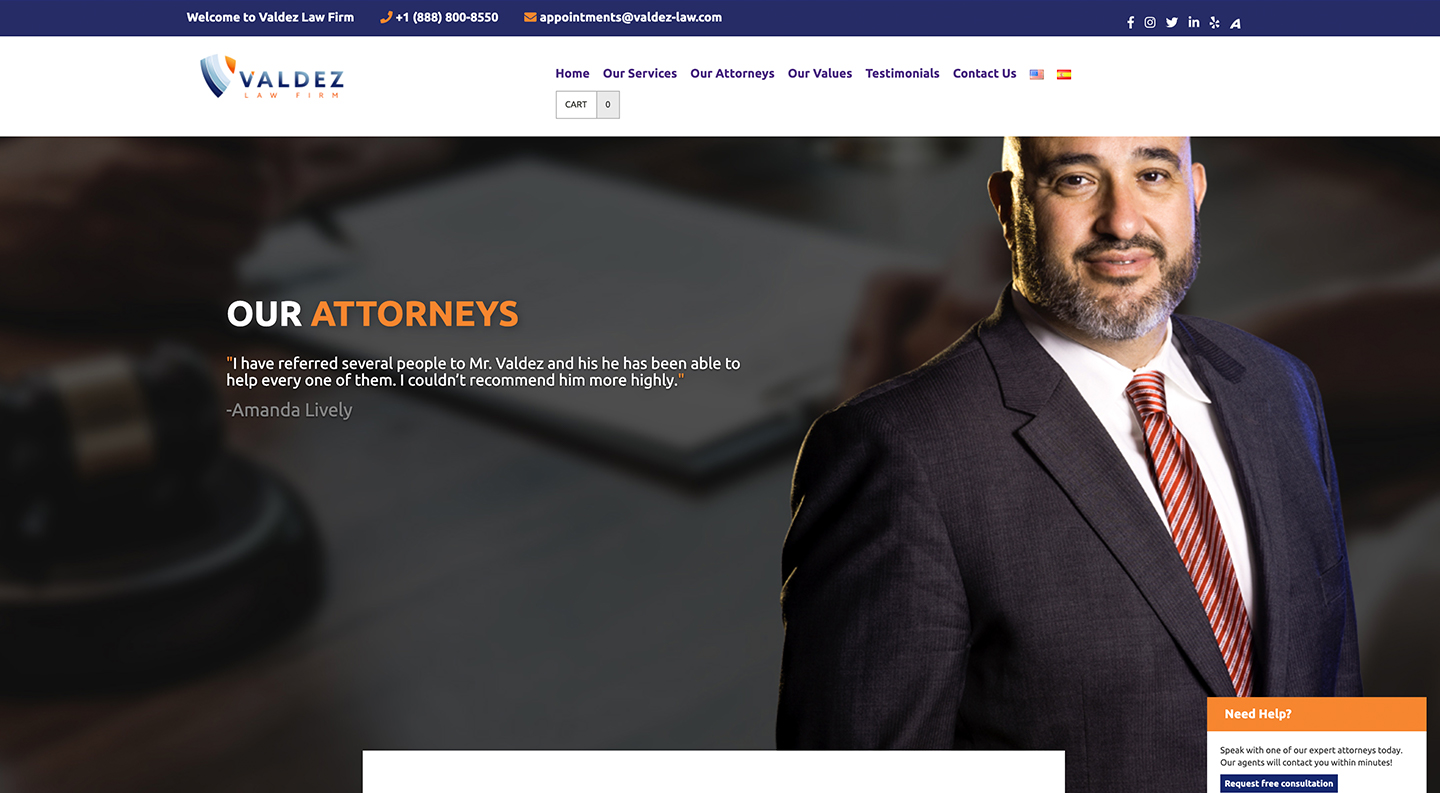 Welcome to Valdez Law Firm +1 (888) 800-8550 appointments@valdez-law.com
VALDEZ
LAW FIRM
Home Our Services Our Attorneys Our Values Testimonials Contact Us
CART 0
OUR ATTORNEYS
"I have referred several people to Mr. Valdez and his he has been able to
help every one of them. I couldn’t recommend him more highly."
-Amanda Lively
Need Help?
Speak with one of our expert attorneys today.
Our agents will contact you within minutes!
Request free consultation